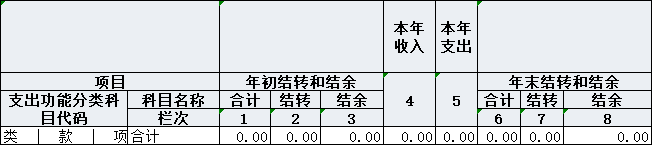 本年收入 本年支出
项目 年初结转和结余 年末结转和结余
支出功能分类科目代码 科目名称 合计 结转 结余 4 5 合计 结转 结余
栏次 1 2 3 6 7 8
类 款 项 合计 0.00 0.00 0.00 0.00 0.00 0.00 0.00 0.00